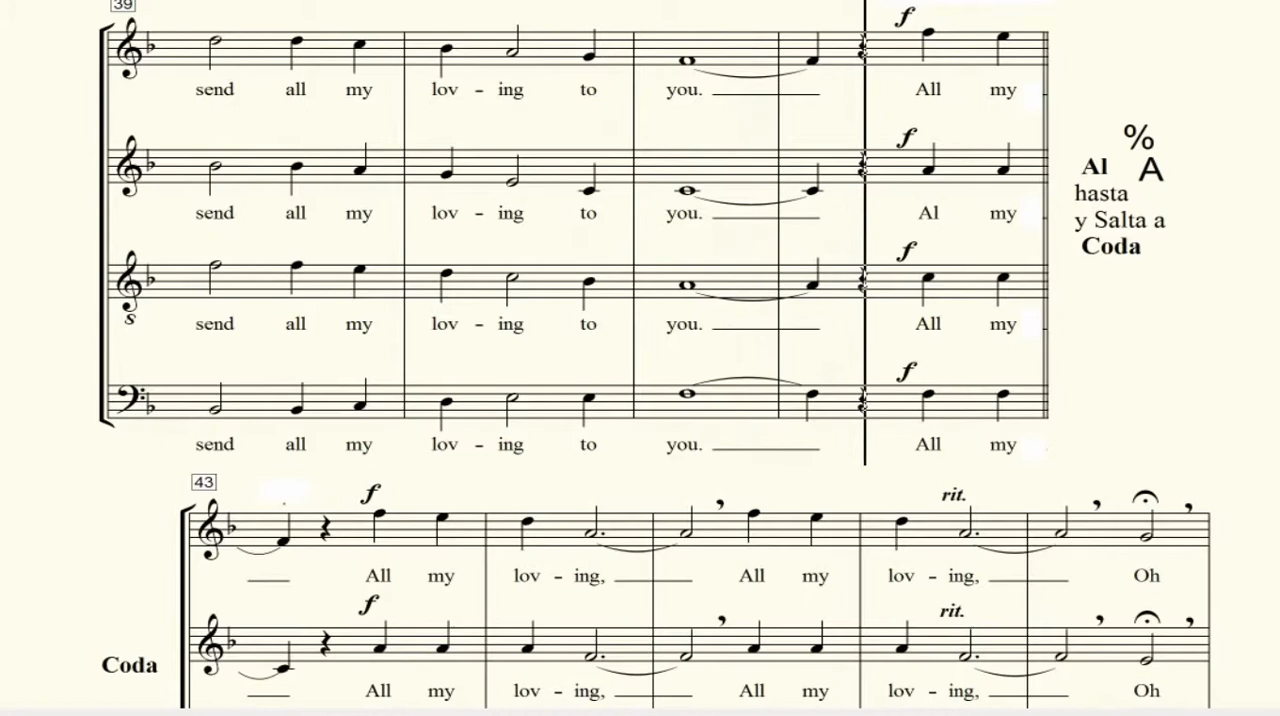 39
f
send all my lov - ing to you. All my
f
send all my lov - ing to you. Al my
f
8
send all my lov - ing to you. All my
f
send all my lov - ing to you. All my
%
Al A
hasta
y Salta a
Coda
43
f rit.
All my lov - ing, All my lov - ing, Oh
f rit.
Coda
All my lov - ing, All my lov - ing, Oh